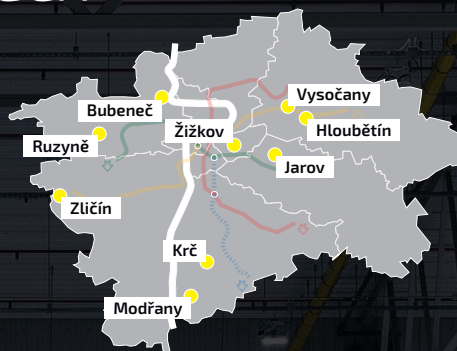 Vysočany
Bubeneč
Žižkov
Hloubětín
Ruzyně
Jarov
Zličín
Krč
Modřany